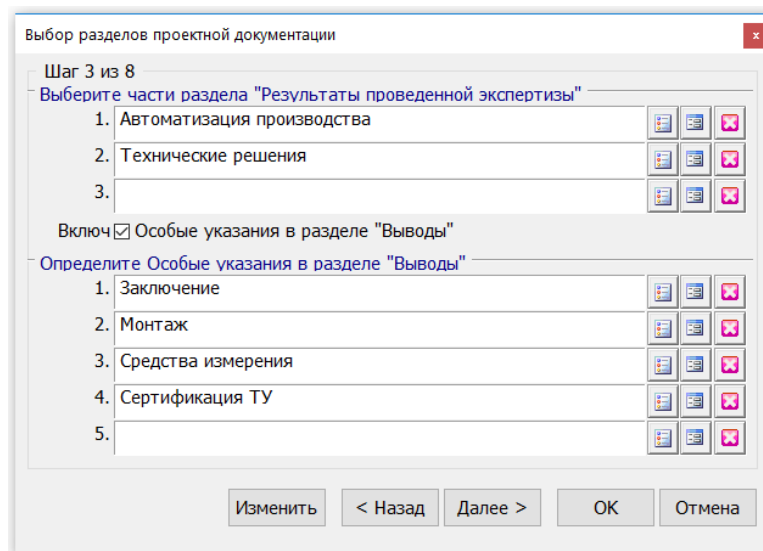 Выбор разделов проектной документации
x
Шаг 3 из 8
Выберите части раздела "Результаты проведенной экспертизы"
1. Автоматизация производства
2. Технические решения
3.
Включ Особые указания в разделе "Выводы"
Определите Особые указания в разделе "Выводы"
1. Заключение
2. Монтаж
3. Средства измерения
4. Сертификация ТУ
5.
Изменить < Назад Далее > OK Отмена